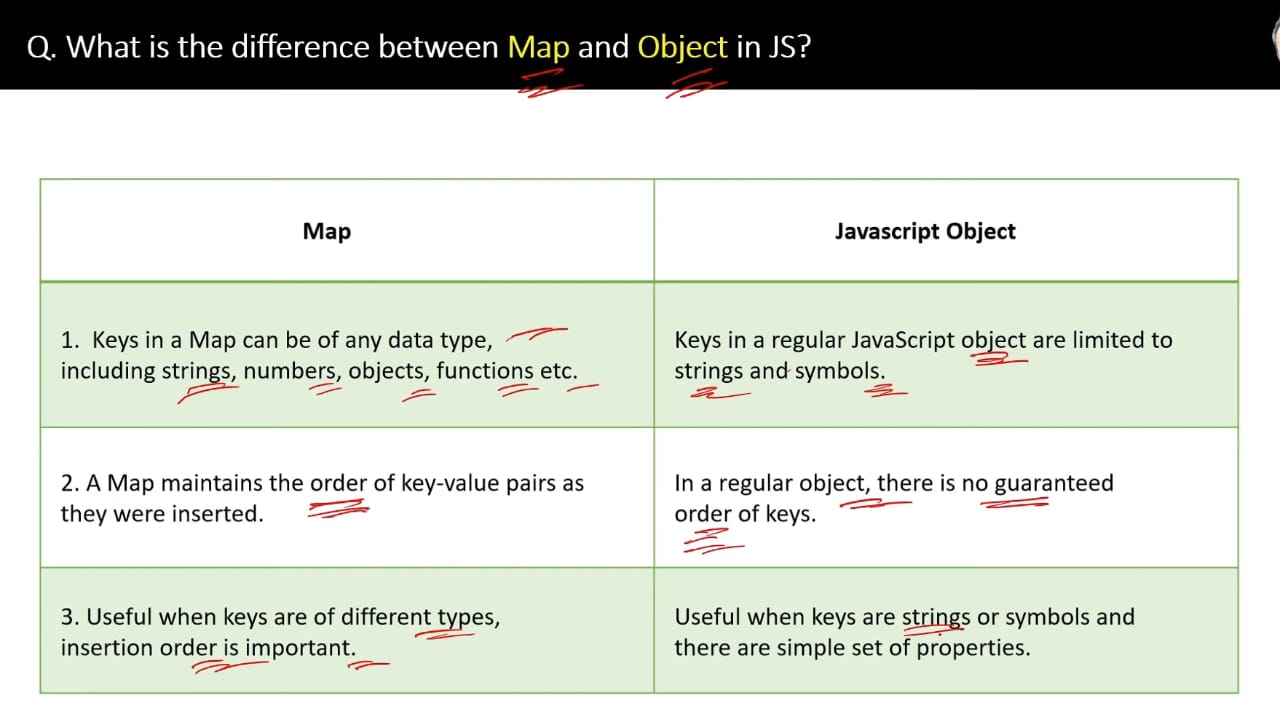 Q. What is the difference between Map and Object in JS?
Map
Javascript Object
1. Keys in a Map can be of any data type,
including strings, numbers, objects, functions etc.
Keys in a regular JavaScript object are limited to
strings and symbols.
2. A Map maintains the order of key-value pairs as
they were inserted.
In a regular object, there is no guaranteed
order of keys.
3. Useful when keys are of different types,
insertion order is important.
Useful when keys are strings or symbols and
there are simple set of properties.